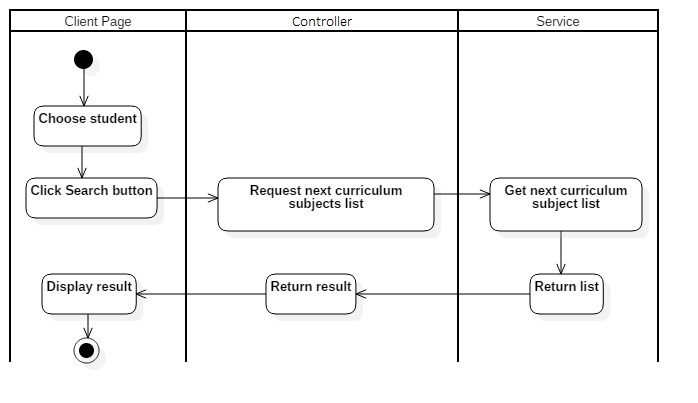 Client Page
Controller
Service
Choose student
Click Search button
Request next curriculum
subjects list
Get next curriculum
subject list
Display result
Return result
Return list